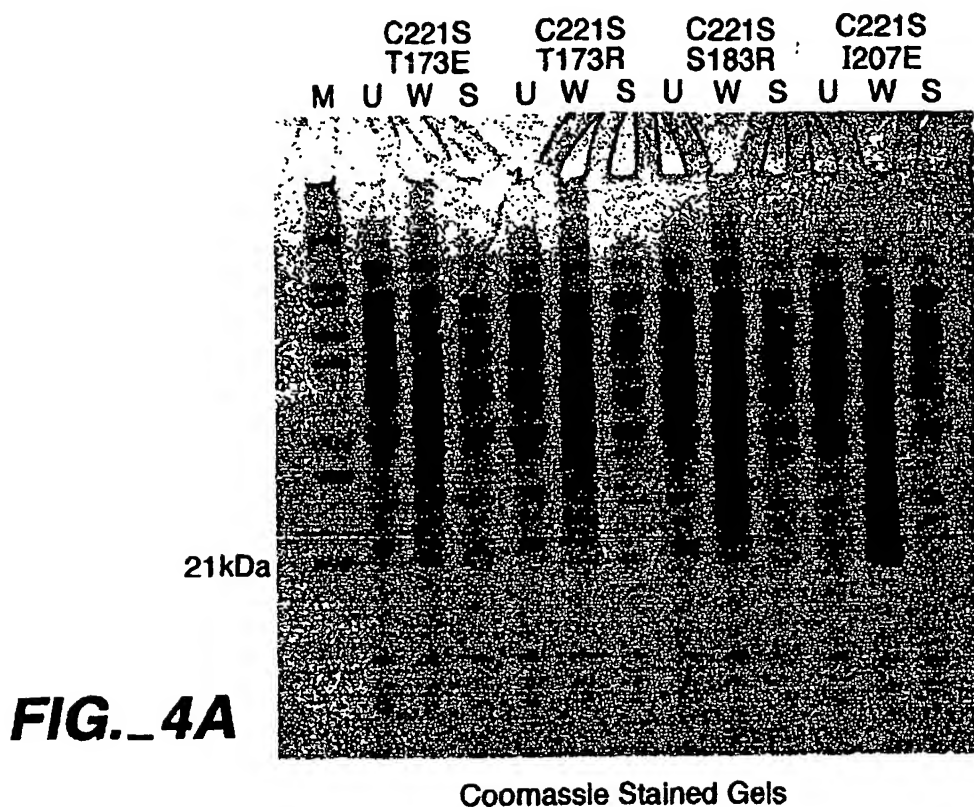 C221S C221S C221S C221S
T173E T173R S183R I207E
M U W S U W S U W S U W S
21kDa
FIG._4A
Coomassie Stained Gels